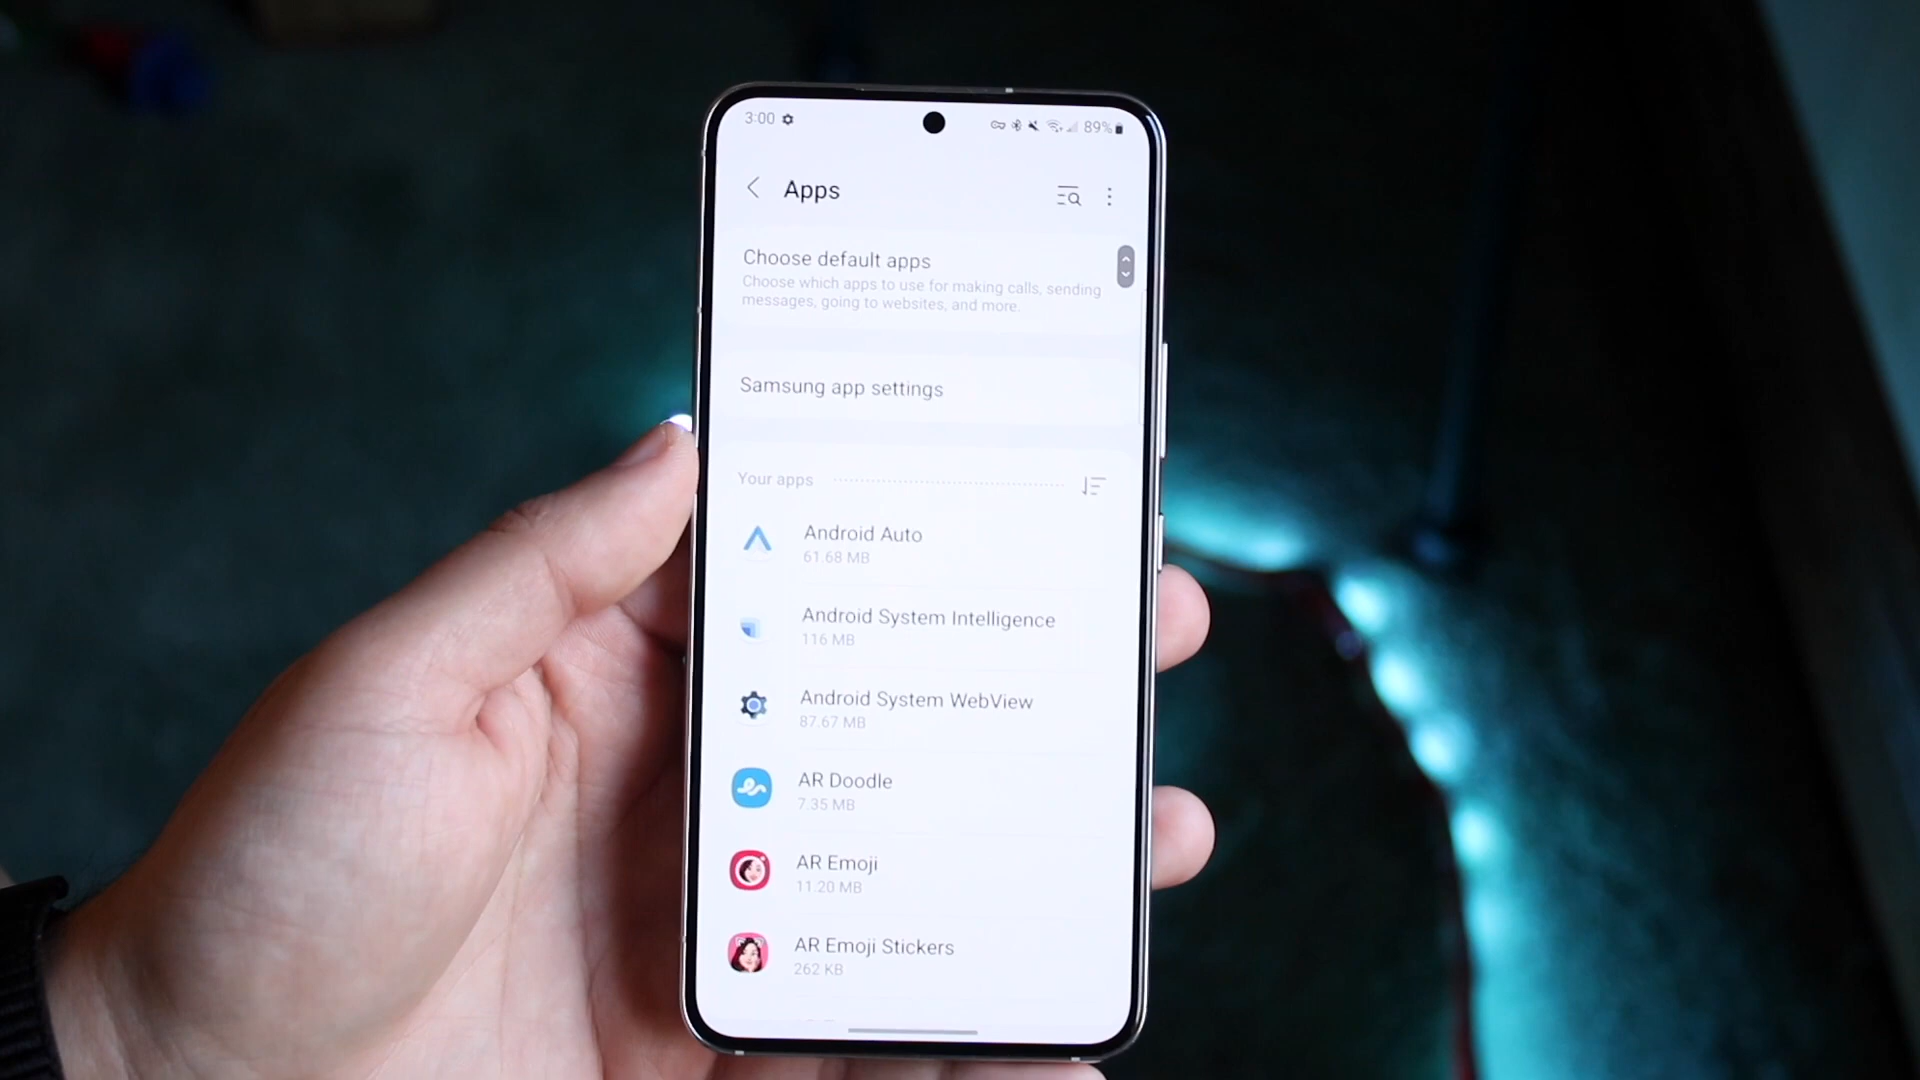 3:00
89%
Apps
Choose default apps
Choose which apps to use for making calls, sending
messages, going to websites, and more.
Samsung app settings
Your apps
Android Auto
61.68 MB
Android System Intelligence
116 MB
Android System WebView
87.67 MB
AR Doodle
7.35 MB
AR Emoji
11.20 MB
AR Emoji Stickers
262 KB